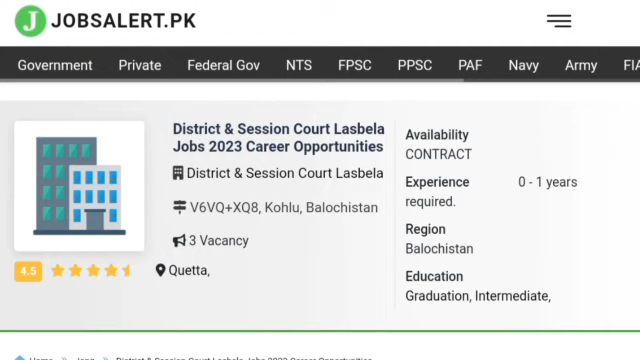 JOBSALERT.PK
Government Private Federal Gov NTS FPSC PPSC PAF Navy Army FIA
District & Session Court Lasbela
Jobs 2023 Career Opportunities
District & Session Court Lasbela
V6VQ+XQ8, Kohlu, Balochistan
3 Vacancy
4.5
Quetta,
Availability
CONTRACT
Experience 0 - 1 years
required.
Region
Balochistan
Education
Graduation, Intermediate,